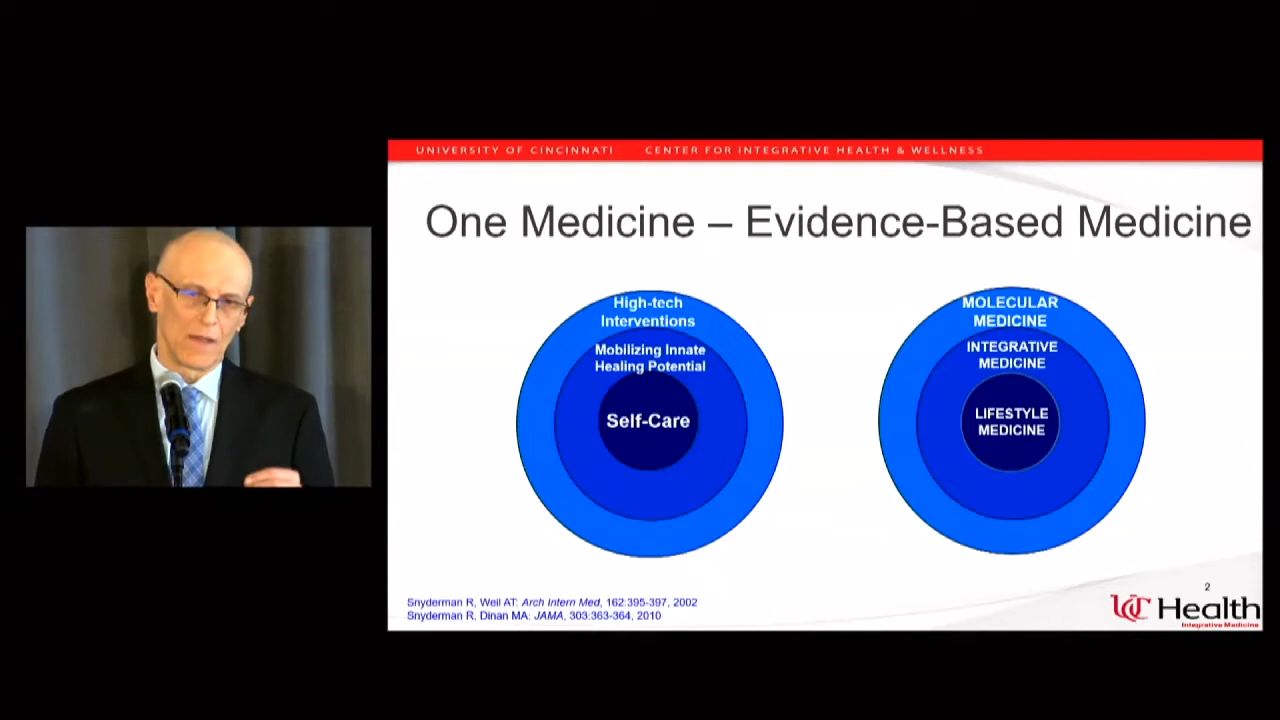 UNIVERSITY OF CINCINNATI CENTER FOR INTEGRATIVE HEALTH & WELLNESS
One Medicine – Evidence-Based Medicine
High-tech
Interventions
Mobilizing Innate
Healing Potential
Self-Care
MOLECULAR
MEDICINE
INTEGRATIVE
MEDICINE
LIFESTYLE
MEDICINE
Snyderman R, Weil AT: Arch Intern Med, 162:395-397, 2002
Snyderman R, Dinan MA: JAMA, 303:363-364, 2010
2
UC Health
Integrative Medicine